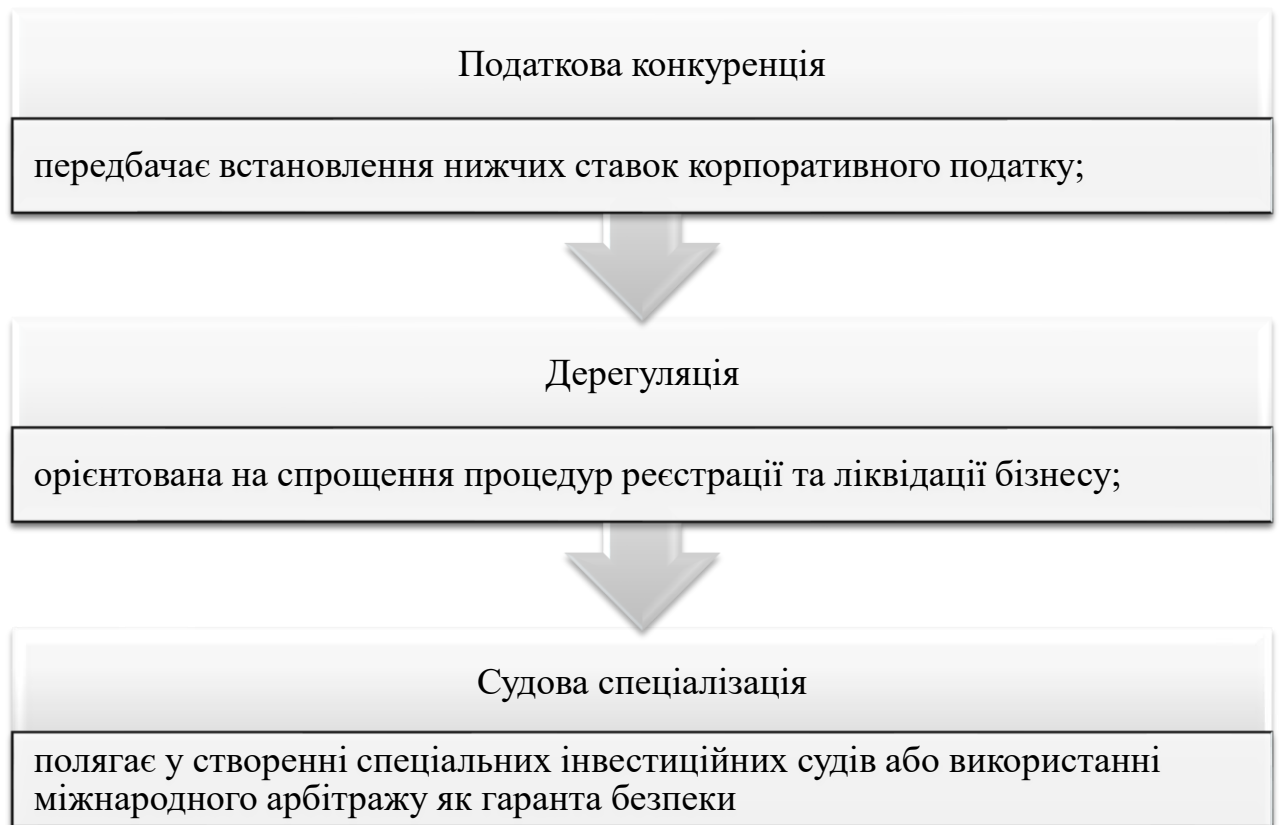 Податкова конкуренція
передбачає встановлення нижчих ставок корпоративного податку;
Дерегуляція
орієнтована на спрощення процедур реєстрації та ліквідації бізнесу;
Судова спеціалізація
полягає у створенні спеціальних інвестиційних судів або використанні
міжнародного арбітражу як гаранта безпеки